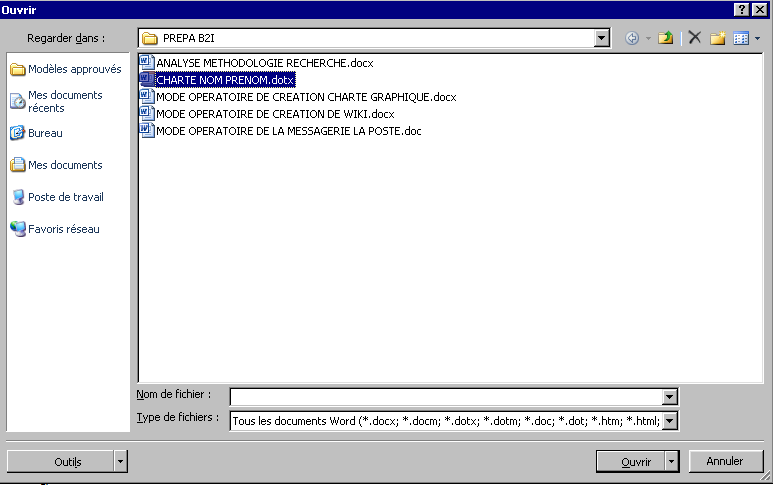 Ouvrir
Regarder dans :
PREPA B2I
Modèles approuvés
Mes documents
récents
Bureau
Mes documents
Poste de travail
Favoris réseau
ANALYSE METHODOLOGIE RECHERCHE.docx
CHARTE NOM PRENOM.dotx
MODE OPERATOIRE DE CREATION CHARTE GRAPHIQUE.docx
MODE OPERATOIRE DE CREATION DE WIKI.docx
MODE OPERATOIRE DE LA MESSAGERIE LA POSTE.doc
Nom de fichier :
Type de fichiers :
Tous les documents Word (*.docx; *.docm; *.dotx; *.dotm; *.doc; *.dot; *.htm; *.html;
Outils
Ouvrir
Annuler